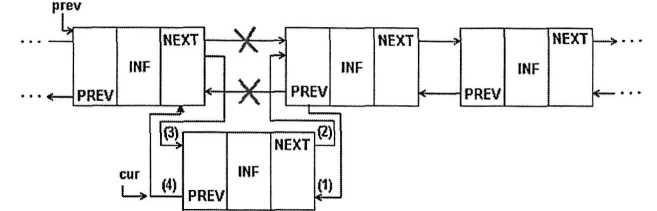 prev
NEXT NEXT NEXT
INF INF INF
PREV PREV PREV
(3) (2)
NEXT
INF
cur (4) (1)
PREV